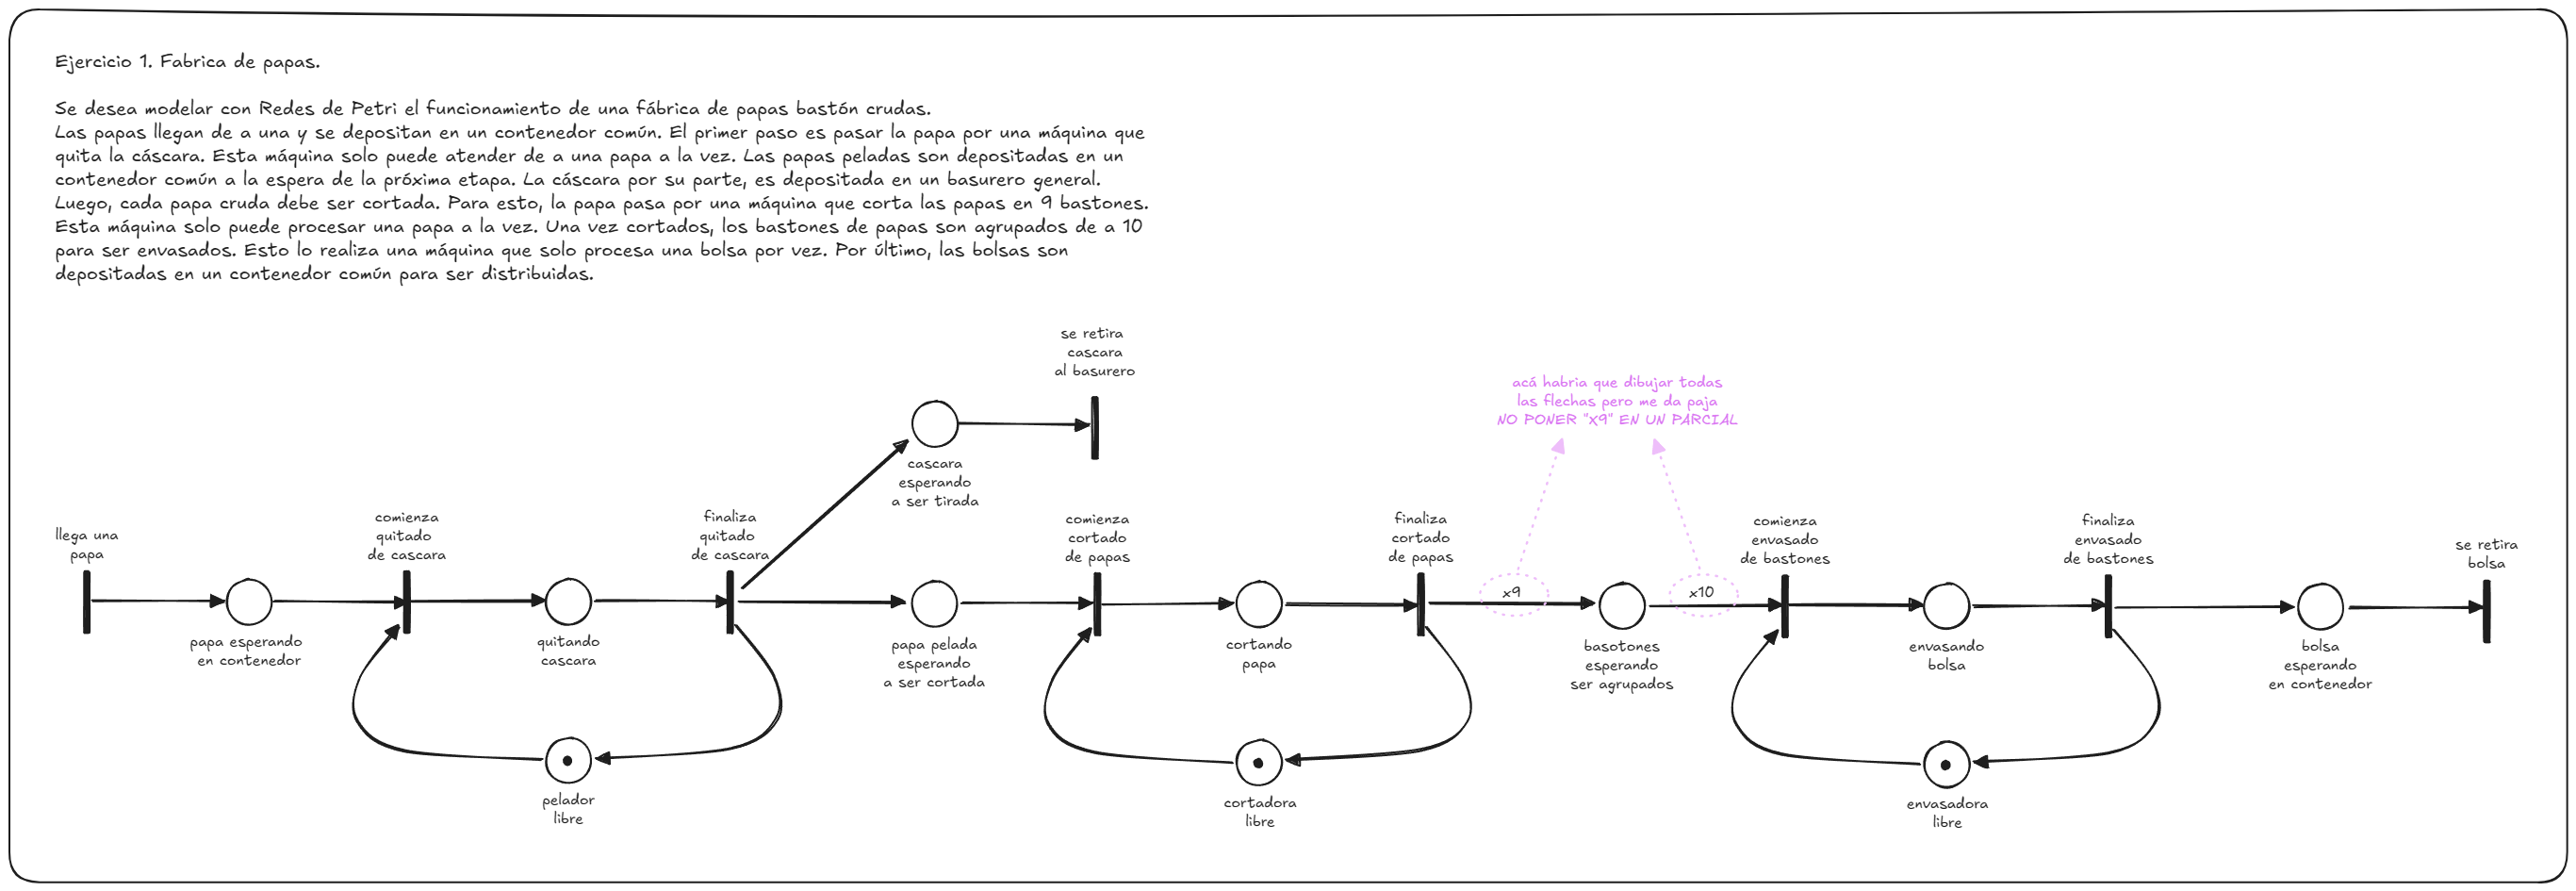 Ejercicio 1. Fabrica de papas.
Se desea modelar con Redes de Petri el funcionamiento de una fábrica de papas bastón crudas.
Las papas llegan de a una y se depositan en un contenedor común. El primer paso es pasar la papa por una máquina que
quita la cáscara. Esta máquina solo puede atender de a una papa a la vez. Las papas peladas son depositadas en un
contenedor común a la espera de la próxima etapa. La cáscara por su parte, es depositada en un basurero general.
Luego, cada papa cruda debe ser cortada. Para esto, la papa pasa por una máquina que corta las papas en 9 bastones.
Esta máquina solo puede procesar una papa a la vez. Una vez cortados, los bastones de papas son agrupados de a 10
para ser envasados. Esto lo realiza una máquina que solo procesa una bolsa por vez. Por último, las bolsas son
depositadas en un contenedor común para ser distribuidas.
se retira
cascara
al basurero
acá habria que dibujar todas
las flechas pero me da paja
NO PONER "X9" EN UN PARCIAL
cascara
esperando
a ser tirada
llega una
papa
comienza
quitado
de cascara
finaliza
quitado
de cascara
comienza
cortado
de papas
finaliza
cortado
de papas
comienza
envasado
de bastones
finaliza
envasado
de bastones
se retira
bolsa
x9
x10
papa esperando
en contenedor
quitando
cascara
papa pelada
esperando
a ser cortada
cortando
papa
basotones
esperando
ser agrupados
envasando
bolsa
bolsa
esperando
en contenedor
pelador
libre
cortadora
libre
envasadora
libre